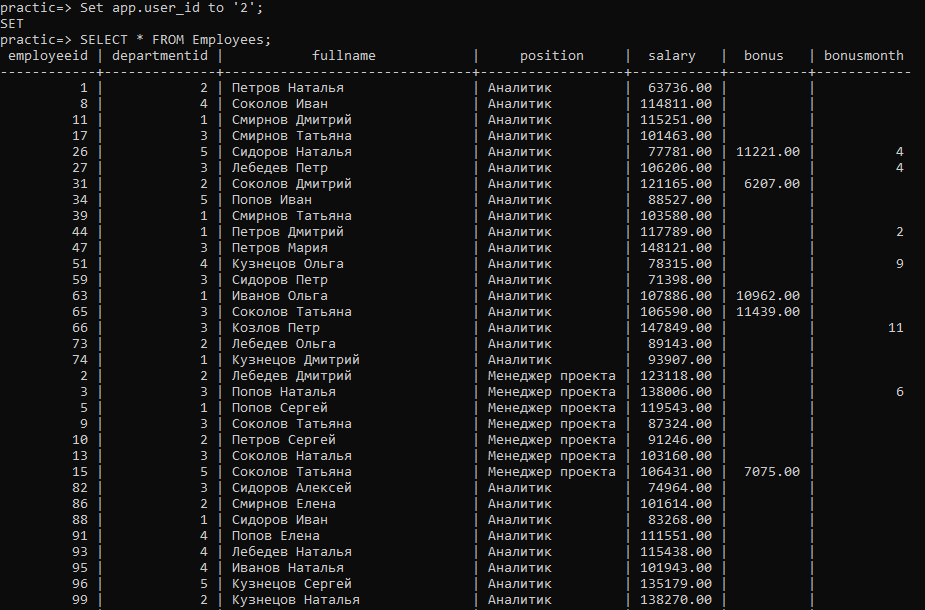 practic=> Set app.user_id to '2';
SET
practic=> SELECT * FROM Employees;
employeeid | departmentid | fullname | position | salary | bonus | bonusmonth
-----------+--------------+-------------------------------+------------------+----------+----------+------------
1 | 2 | Петров Наталья | Аналитик | 63736.00 | |
8 | 4 | Соколов Иван | Аналитик | 114811.00 | |
11 | 1 | Смирнов Дмитрий | Аналитик | 115251.00 | |
17 | 3 | Смирнов Татьяна | Аналитик | 101463.00 | |
26 | 5 | Сидоров Наталья | Аналитик | 77781.00 | 11221.00 | 4
27 | 3 | Лебедев Петр | Аналитик | 106206.00 | | 4
31 | 2 | Соколов Дмитрий | Аналитик | 121165.00 | 6207.00 |
34 | 5 | Попов Иван | Аналитик | 88527.00 | |
39 | 1 | Смирнов Татьяна | Аналитик | 103580.00 | |
44 | 1 | Петров Дмитрий | Аналитик | 117789.00 | | 2
47 | 3 | Петров Мария | Аналитик | 148121.00 | |
51 | 4 | Кузнецов Ольга | Аналитик | 78315.00 | | 9
59 | 3 | Сидоров Петр | Аналитик | 71398.00 | |
63 | 1 | Иванов Ольга | Аналитик | 107886.00 | 10962.00 |
65 | 3 | Соколов Татьяна | Аналитик | 106590.00 | 11439.00 |
66 | 3 | Козлов Петр | Аналитик | 147849.00 | | 11
73 | 2 | Лебедев Ольга | Аналитик | 89143.00 | |
74 | 1 | Кузнецов Дмитрий | Аналитик | 93907.00 | |
2 | 2 | Лебедев Дмитрий | Менеджер проекта | 123118.00 | |
3 | 3 | Попов Наталья | Менеджер проекта | 138006.00 | | 6
5 | 1 | Попов Сергей | Менеджер проекта | 119543.00 | |
9 | 3 | Соколов Татьяна | Менеджер проекта | 87324.00 | |
10 | 2 | Петров Сергей | Менеджер проекта | 91246.00 | |
13 | 3 | Соколов Наталья | Менеджер проекта | 103160.00 | |
15 | 5 | Соколов Татьяна | Менеджер проекта | 106431.00 | 7075.00 |
82 | 3 | Сидоров Алексей | Аналитик | 74964.00 | |
86 | 2 | Смирнов Елена | Аналитик | 101614.00 | |
88 | 1 | Сидоров Иван | Аналитик | 83268.00 | |
91 | 4 | Попов Елена | Аналитик | 111551.00 | |
93 | 4 | Лебедев Наталья | Аналитик | 115438.00 | |
95 | 4 | Иванов Наталья | Аналитик | 101943.00 | |
96 | 5 | Кузнецов Сергей | Аналитик | 135179.00 | |
99 | 2 | Кузнецов Наталья | Аналитик | 138270.00 | |